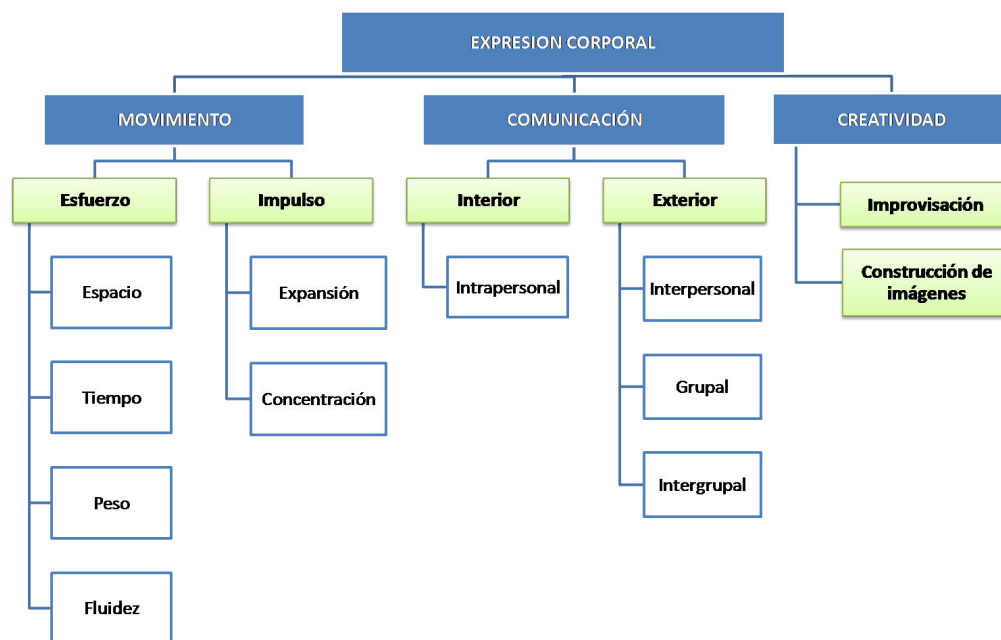 EXPRESION CORPORAL
MOVIMIENTO
COMUNICACIÓN
CREATIVIDAD
Esfuerzo
Impulso
Interior
Exterior
Improvisación
Construcción de
imágenes
Espacio
Expansión
Intrapersonal
Interpersonal
Tiempo
Concentración
Grupal
Peso
Intergrupal
Fluidez